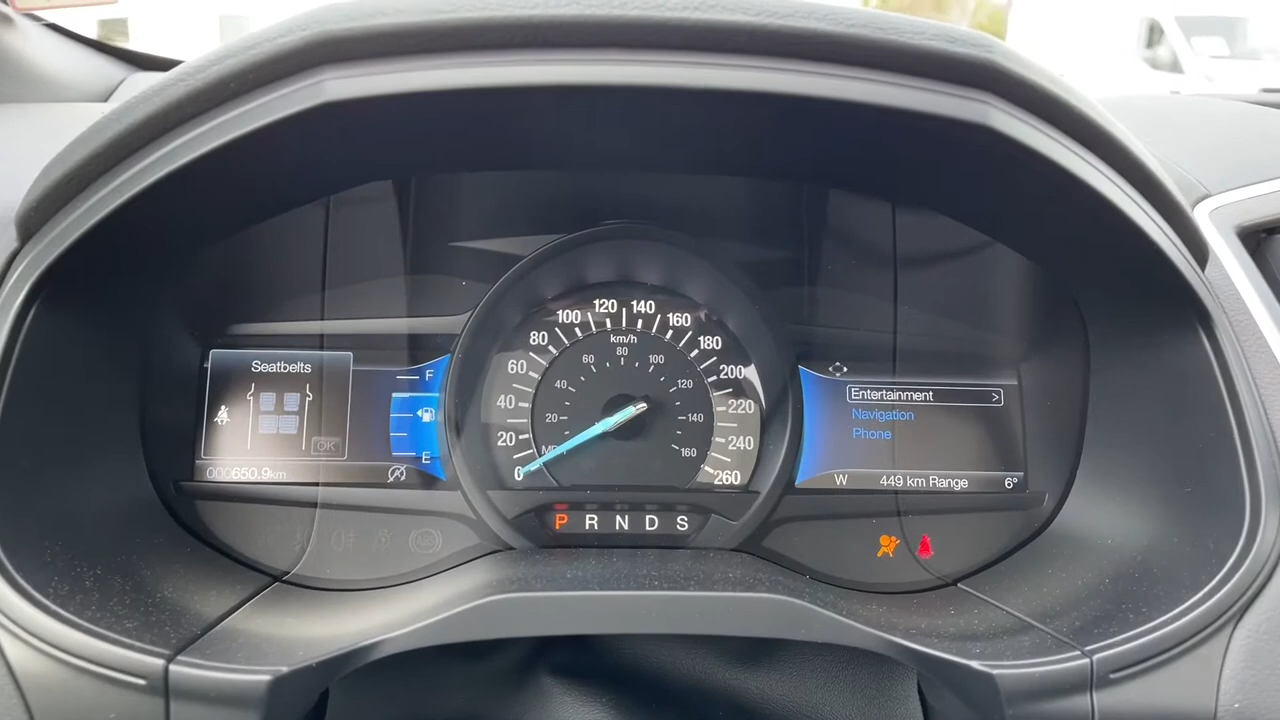 Seatbelts
OK
000650.9km
F
E
0
20
40
60
80
100
120
140
160
180
200
220
240
260
km/h
20
40
60
80
100
120
140
160
P R N D S
Entertainment >
Navigation
Phone
W 449 km Range 6°
ABS